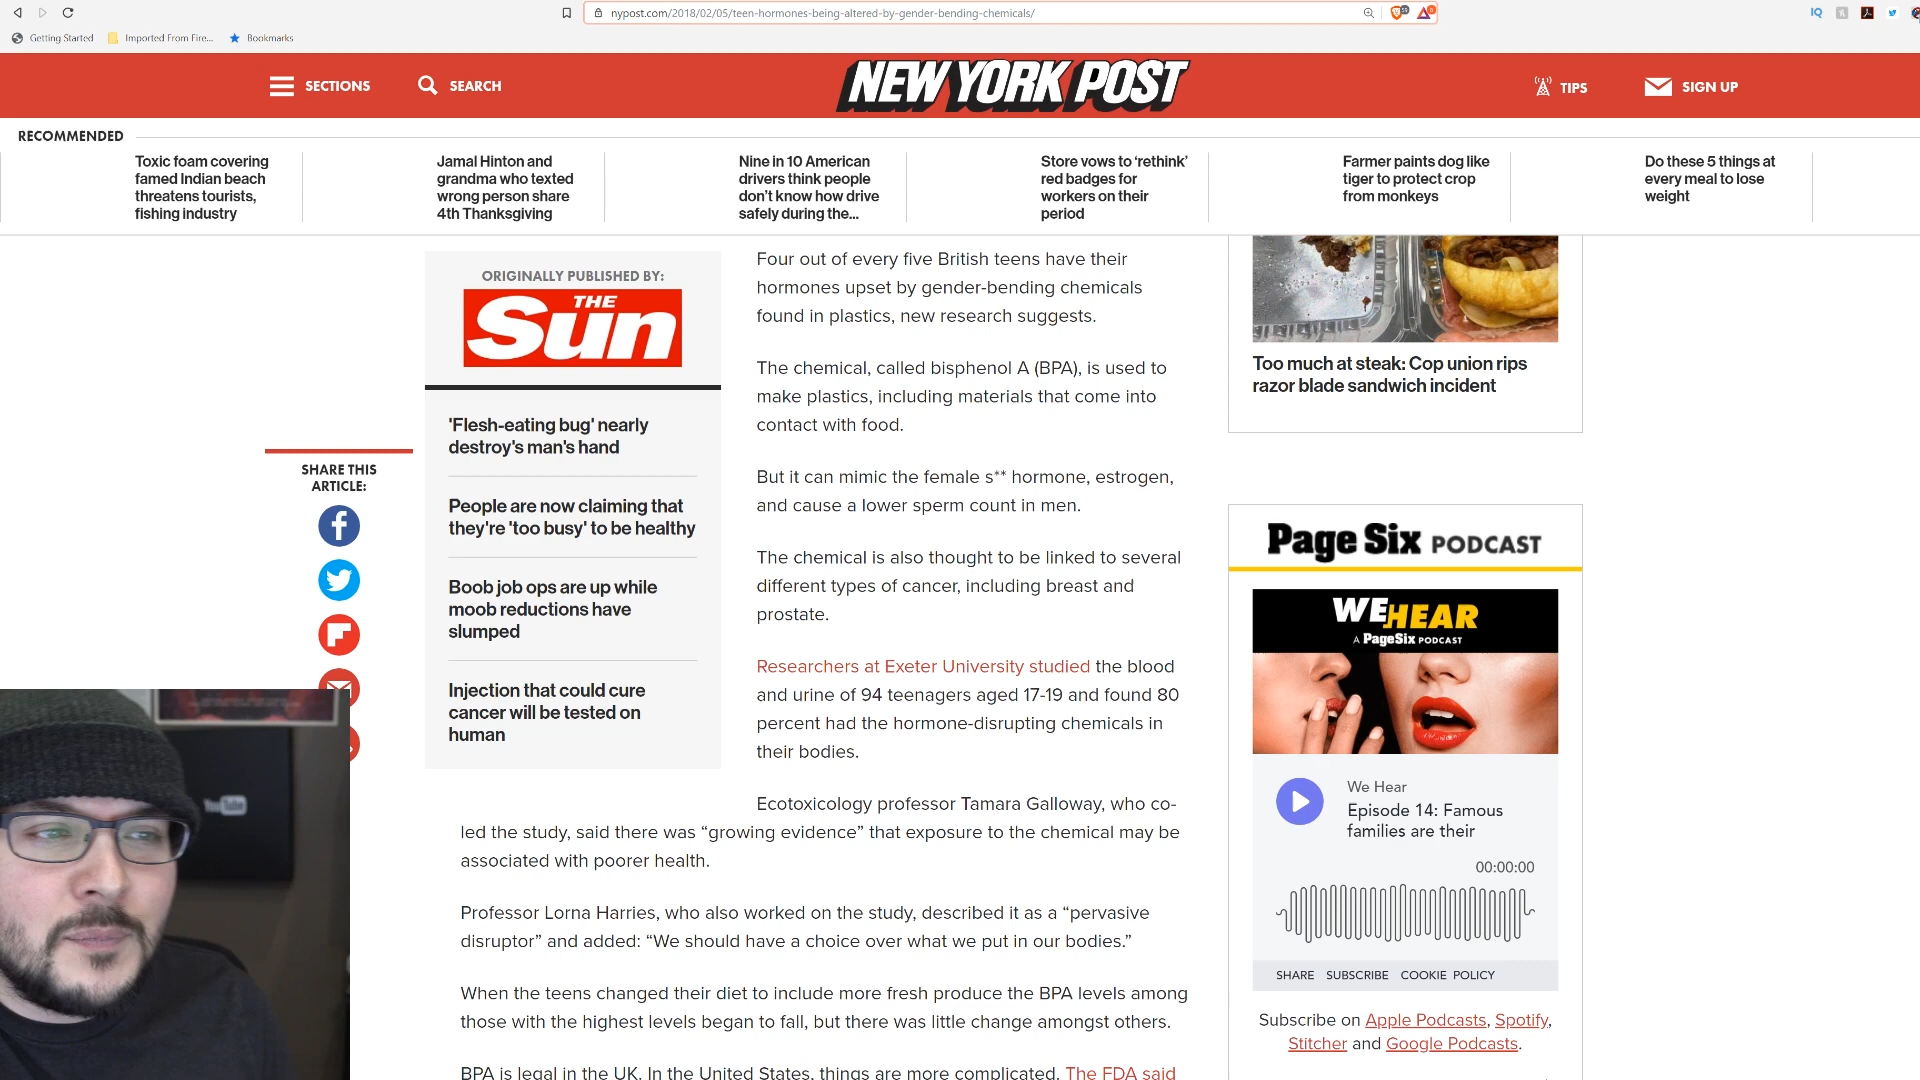 nypost.com/2018/02/05/teen-hormones-being-altered-by-gender-bending-chemicals/
IQ
Getting Started
Imported From Fire...
Bookmarks
SECTIONS
SEARCH
NEW YORK POST
TIPS
SIGN UP
RECOMMENDED
Toxic foam covering
famed Indian beach
threatens tourists,
fishing industry
Jamal Hinton and
grandma who texted
wrong person share
4th Thanksgiving
Nine in 10 American
drivers think people
don’t know how drive
safely during the...
Store vows to ‘rethink’
red badges for
workers on their
period
Farmer paints dog like
tiger to protect crop
from monkeys
Do these 5 things at
every meal to lose
weight
SHARE THIS
ARTICLE:
ORIGINALLY PUBLISHED BY:
THE
Sun
'Flesh-eating bug' nearly
destroy's man's hand
People are now claiming that
they're 'too busy' to be healthy
Boob job ops are up while
moob reductions have
slumped
Injection that could cure
cancer will be tested on
human
Four out of every five British teens have their
hormones upset by gender-bending chemicals
found in plastics, new research suggests.
The chemical, called bisphenol A (BPA), is used to
make plastics, including materials that come into
contact with food.
But it can mimic the female s** hormone, estrogen,
and cause a lower sperm count in men.
The chemical is also thought to be linked to several
different types of cancer, including breast and
prostate.
Researchers at Exeter University studied the blood
and urine of 94 teenagers aged 17-19 and found 80
percent had the hormone-disrupting chemicals in
their bodies.
Ecotoxicology professor Tamara Galloway, who co-
led the study, said there was “growing evidence” that exposure to the chemical may be
associated with poorer health.
Professor Lorna Harries, who also worked on the study, described it as a “pervasive
disruptor” and added: “We should have a choice over what we put in our bodies.”
When the teens changed their diet to include more fresh produce the BPA levels among
those with the highest levels began to fall, but there was little change amongst others.
BPA is legal in the UK. In the United States, things are more complicated. The FDA said
Too much at steak: Cop union rips
razor blade sandwich incident
Page Six PODCAST
WE HEAR
A PageSix PODCAST
We Hear
Episode 14: Famous
families are their
00:00:00
SHARE SUBSCRIBE COOKIE POLICY
Subscribe on Apple Podcasts, Spotify,
Stitcher and Google Podcasts.
YouTube